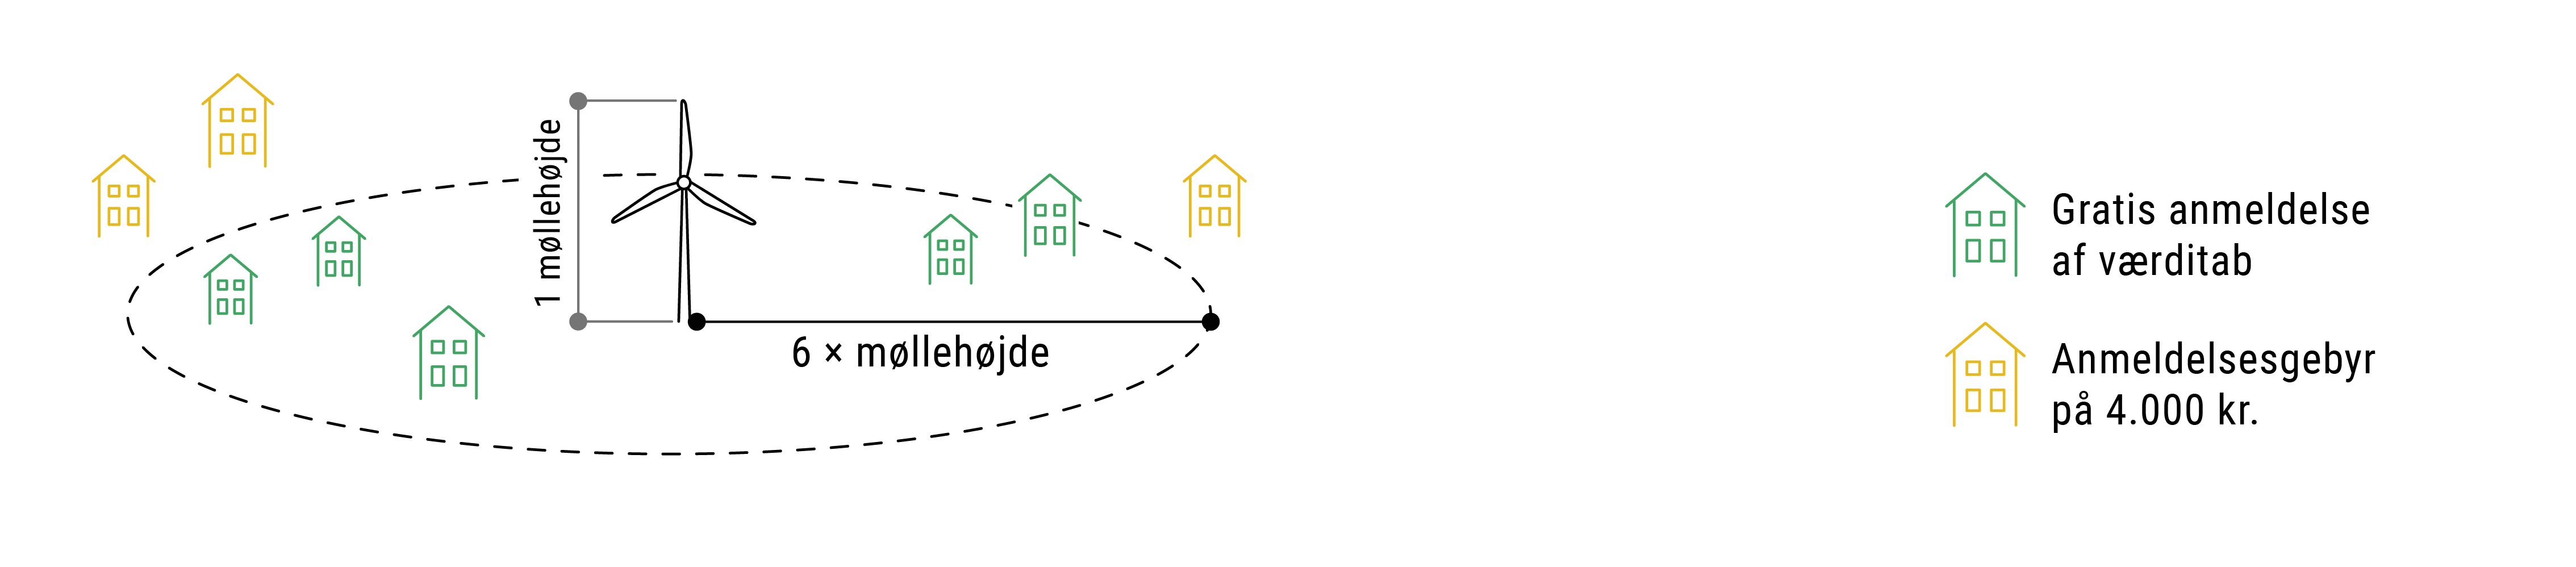 1 møllehøjde
6 × møllehøjde
Gratis anmeldelse
af værditab
Anmeldelsesgebyr
på 4.000 kr.